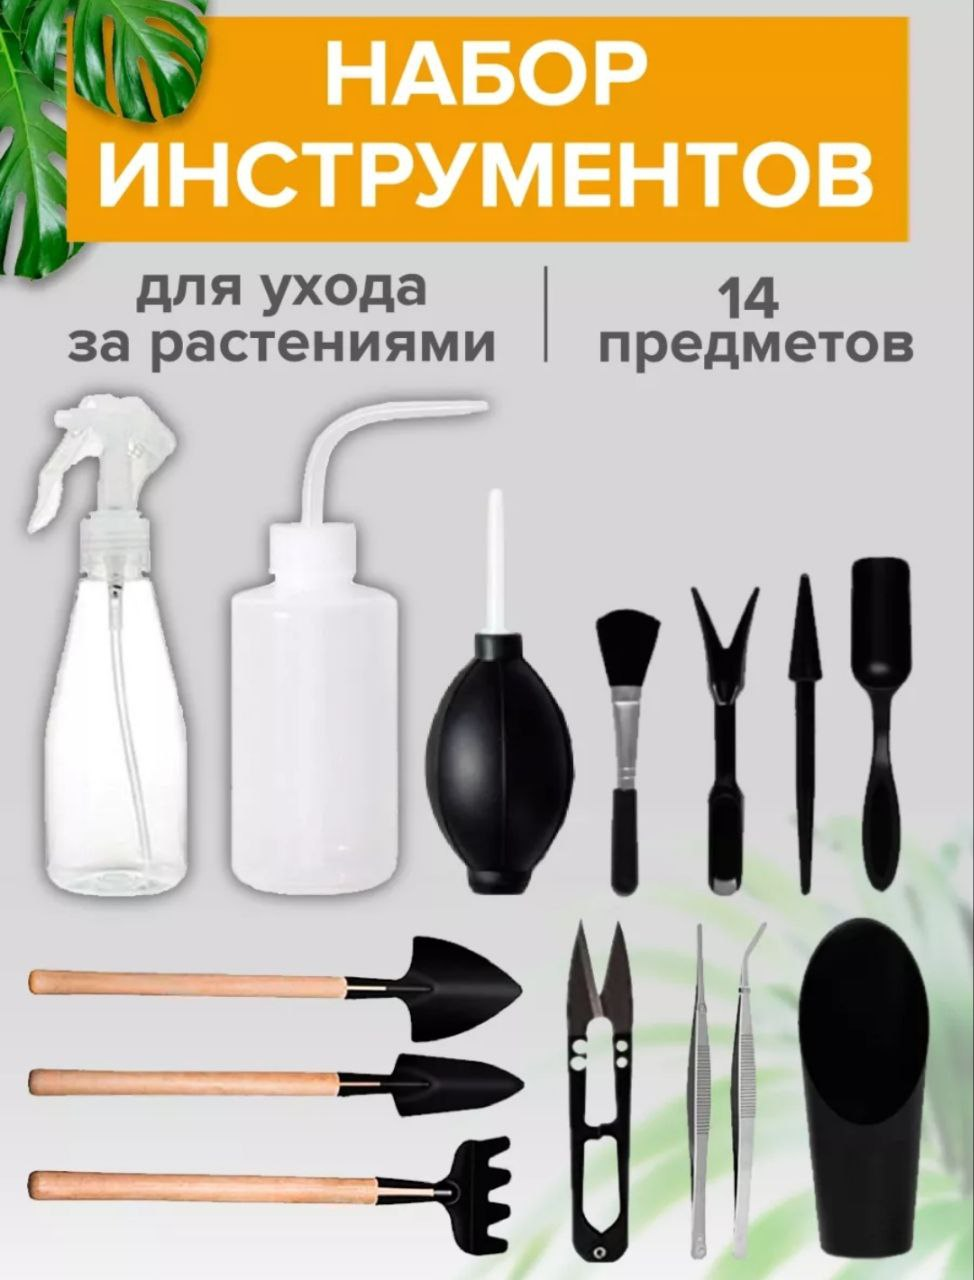 НАБОР
ИНСТРУМЕНТОВ
для ухода
за растениями
14
предметов